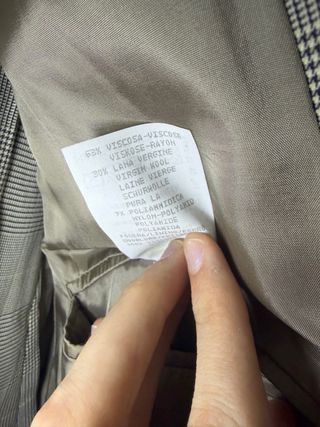 63% VISCOSA-VISCOSE
VISKOSE-RAYON
30% LANA VERGINE
VIRGIN WOOL
LAINE VIERGE
SCHURWOLLE
PURA LA
7% POLIAMMIDICA
NYLON-POLYAMID
POLYAMIDE
POLIAMIDA